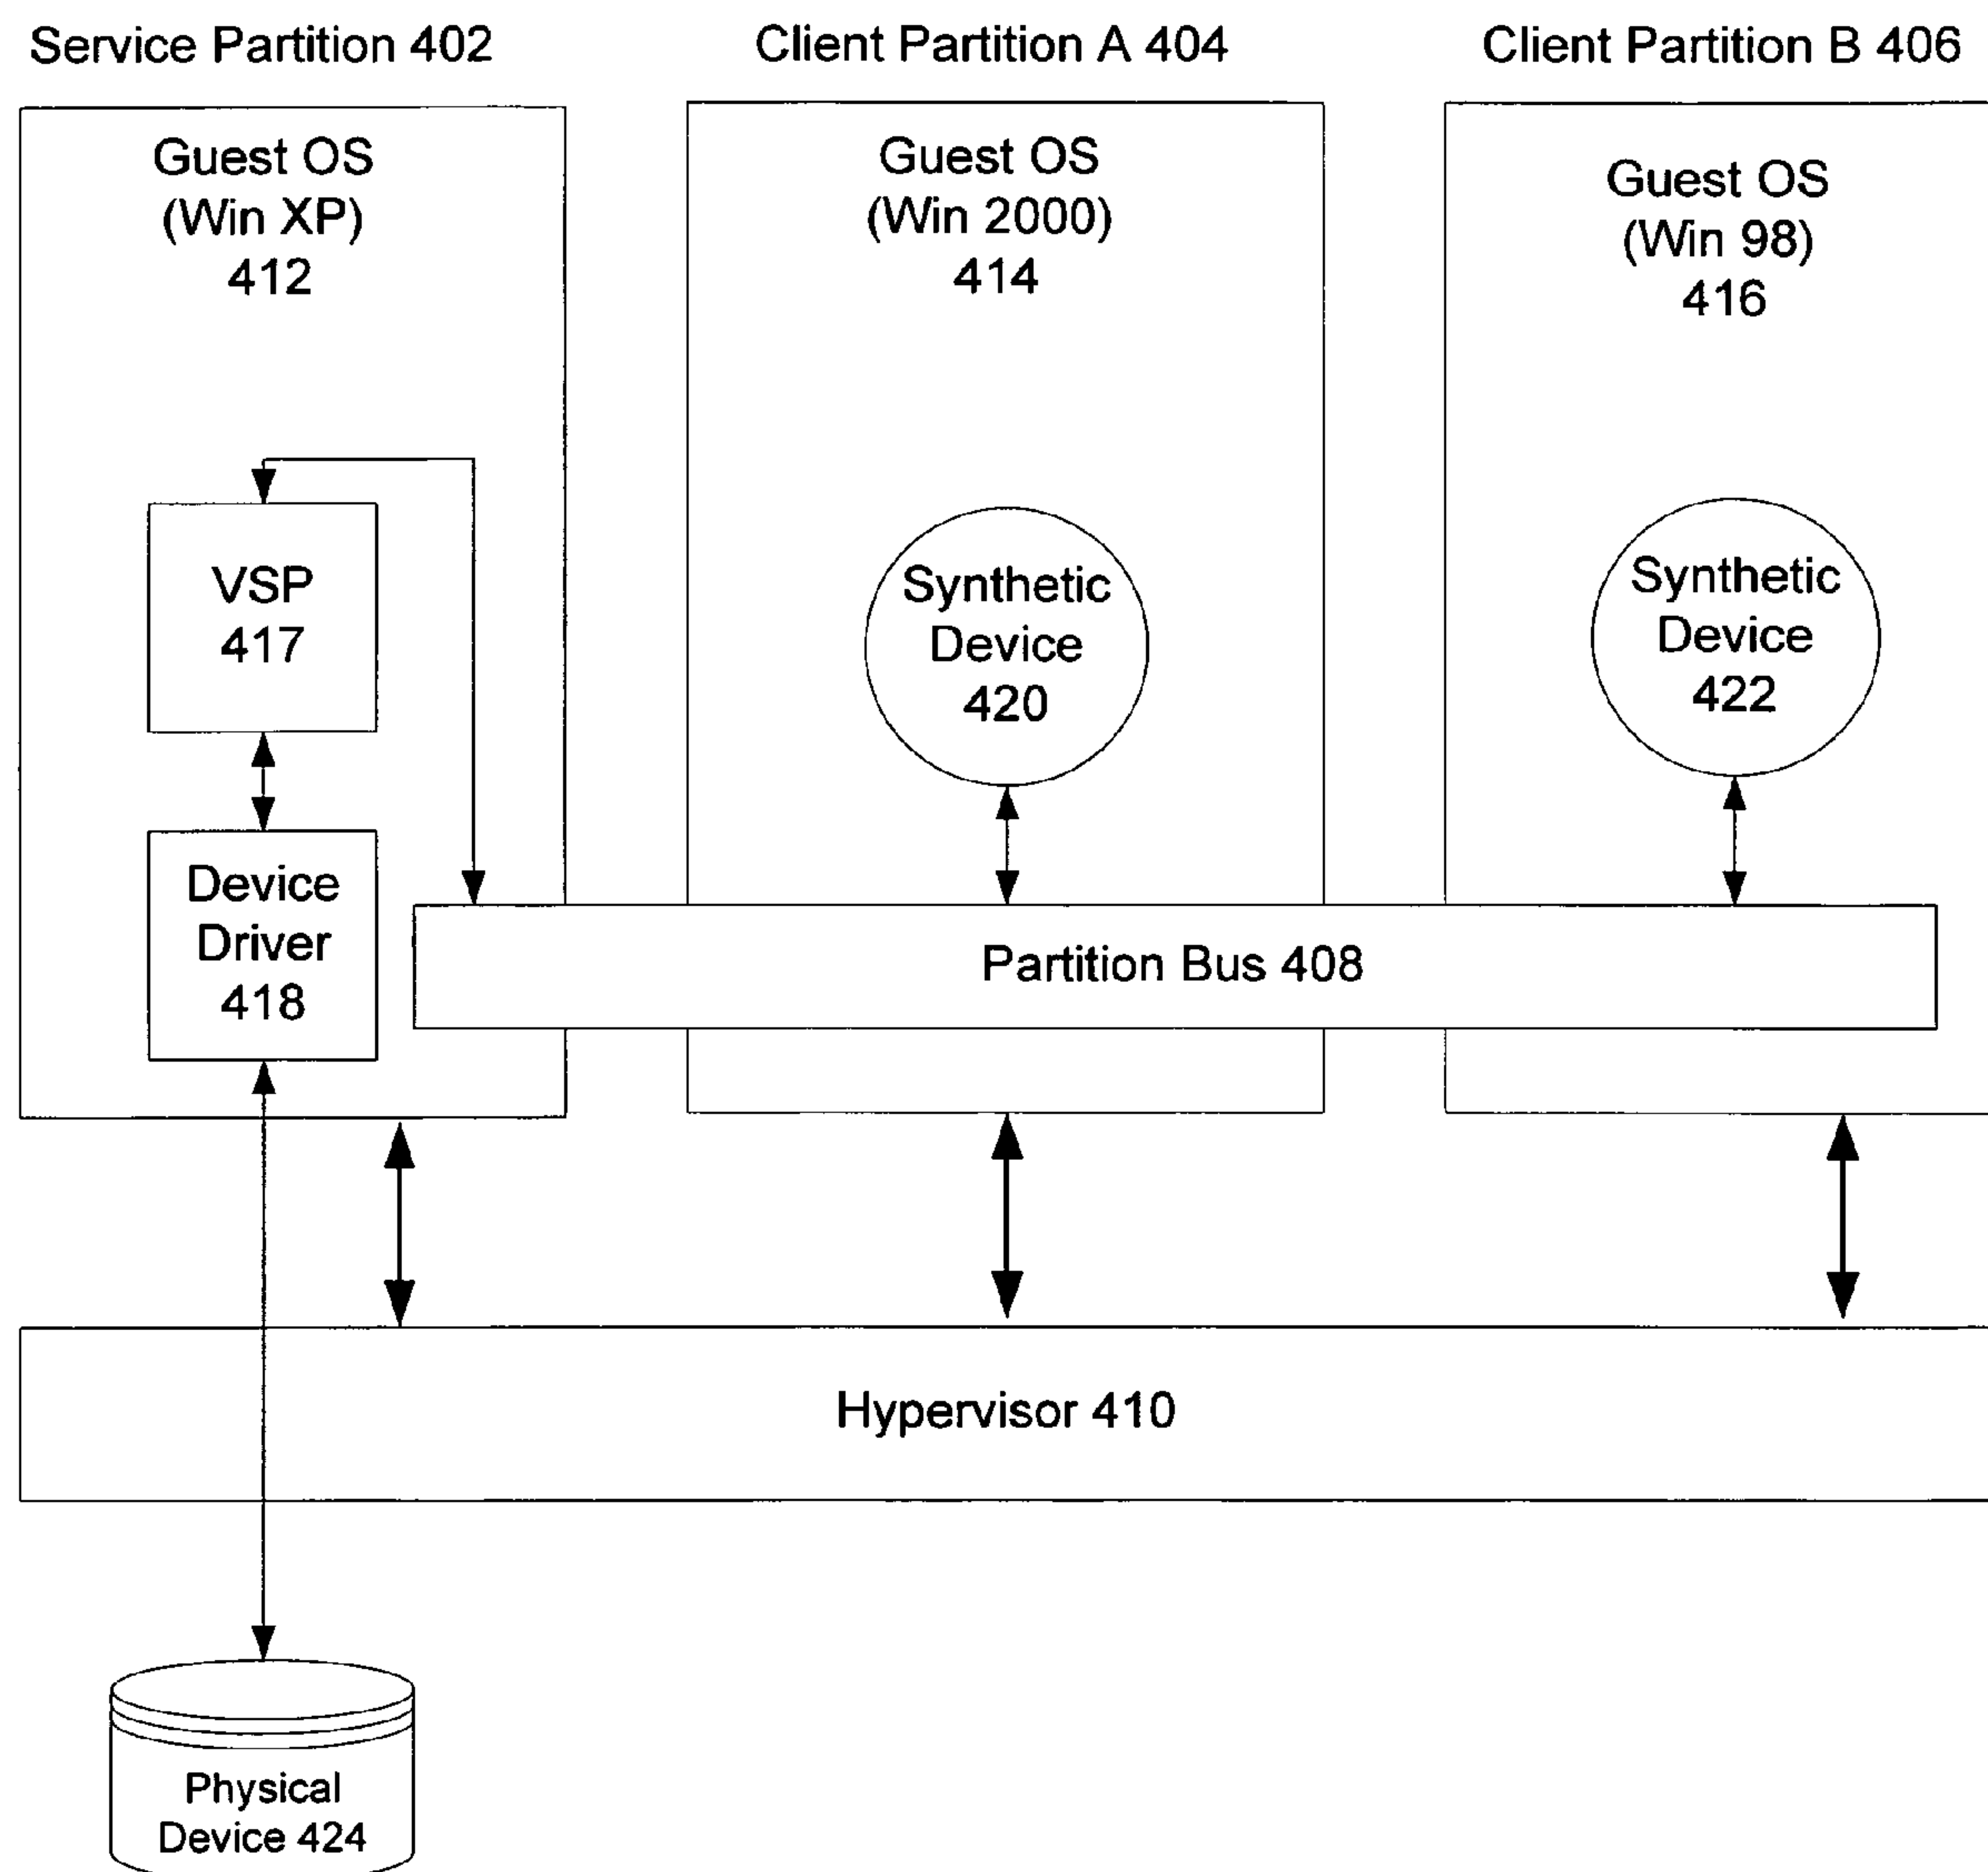 Service Partition 402
Client Partition A 404
Client Partition B 406
Guest OS
(Win XP)
412
Guest OS
(Win 2000)
414
Guest OS
(Win 98)
416
VSP
417
Synthetic
Device
420
Synthetic
Device
422
Device
Driver
418
Partition Bus 408
Hypervisor 410
Physical
Device 424